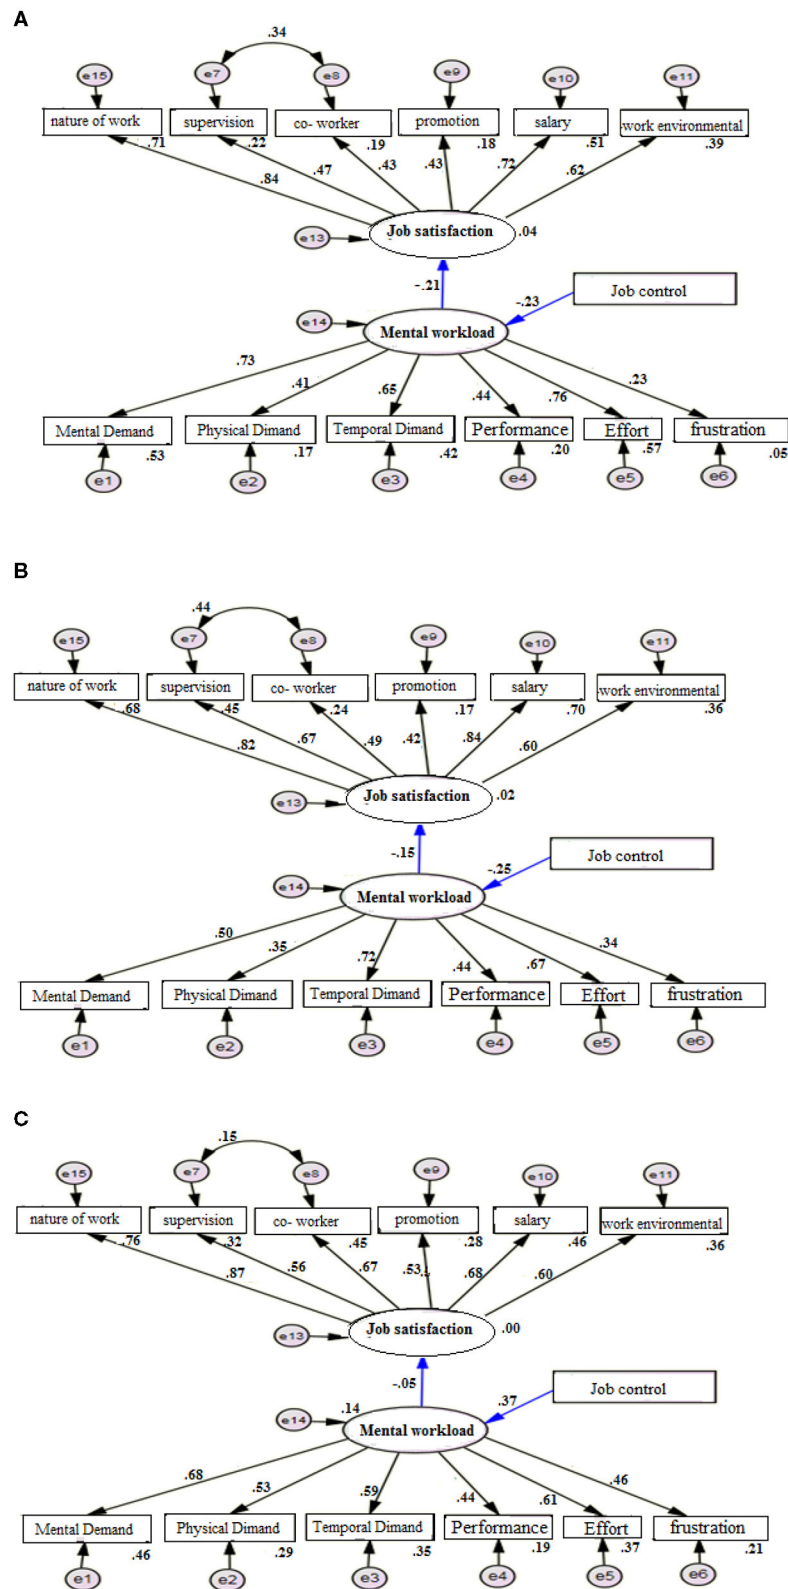 A
.34
e15 e7 e8 e9 e10 e11
nature of work supervision co- worker promotion salary work environmental
.71 .22 .19 .18 .51 .39
.84 .47 .43 .43 .72 .62
e13 Job satisfaction .04
-.21 -.23 Job control
e14 Mental workload
.73 .41 .65 .44 .76 .23
Mental Demand Physical Dimand Temporal Dimand Performance Effort frustration
.53 .17 .42 .20 .57 .05
e1 e2 e3 e4 e5 e6
B
.44
e15 e7 e8 e9 e10 e11
nature of work supervision co- worker promotion salary work environmental
.68 .45 .24 .17 .70 .36
.82 .67 .49 .42 .84 .60
e13 Job satisfaction .02
-.15 -.25 Job control
e14 Mental workload
.50 .35 .72 .44 .67 .34
Mental Demand Physical Dimand Temporal Dimand Performance Effort frustration
e1 e2 e3 e4 e5 e6
C
.15
e15 e7 e8 e9 e10 e11
nature of work supervision co- worker promotion salary work environmental
.76 .32 .45 .28 .46 .36
.87 .56 .67 .53 .68 .60
e13 Job satisfaction .00
-.05 .37 Job control
e14 .14 Mental workload
.68 .53 .59 .44 .61 .46
Mental Demand Physical Dimand Temporal Dimand Performance Effort frustration
.46 .29 .35 .19 .37 .21
e1 e2 e3 e4 e5 e6